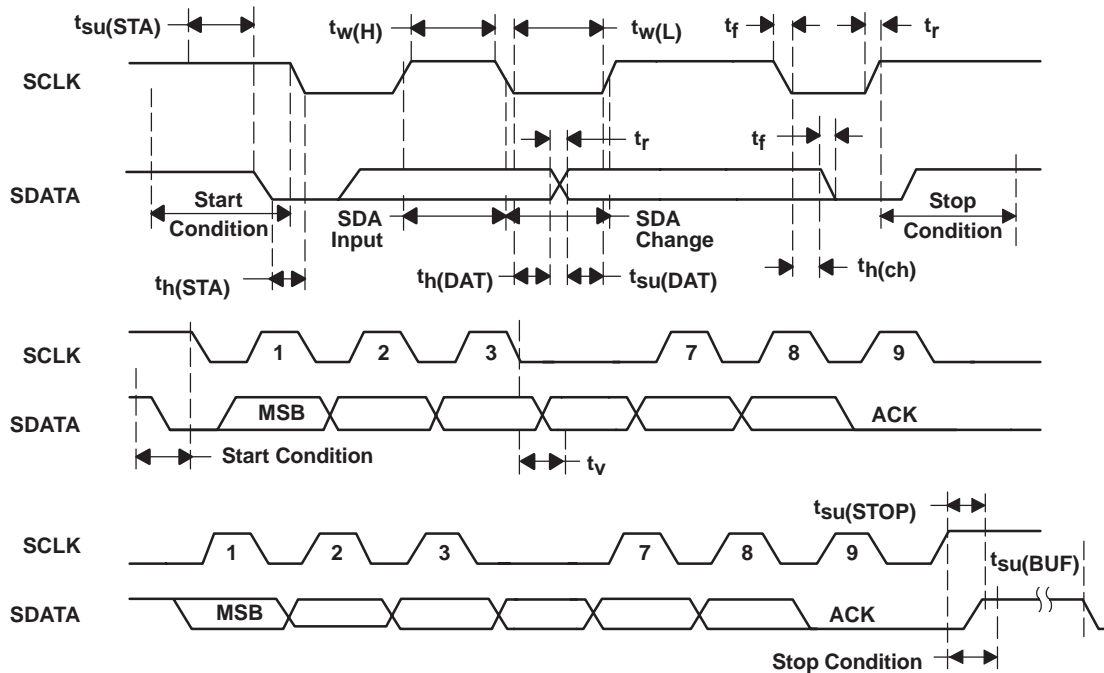 tsu(STA)
tw(H)
tw(L)
tf
tr
SCLK
tr
tf
SDATA
Start
Condition
SDA
Input
SDA
Change
Stop
Condition
th(STA)
th(DAT)
tsu(DAT)
th(ch)
SCLK
1
2
3
7
8
9
SDATA
MSB
ACK
Start Condition
tv
tsu(STOP)
SCLK
1
2
3
7
8
9
tsu(BUF)
SDATA
MSB
ACK
Stop Condition